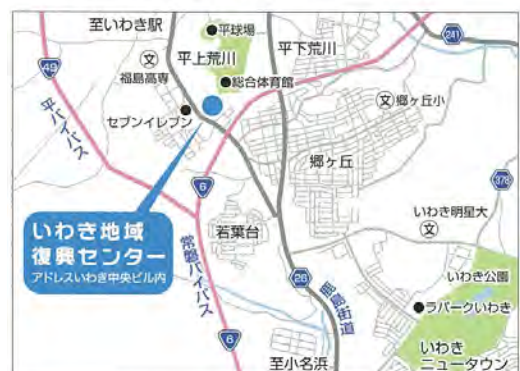 至いわき駅
平球場
平上荒川
平下荒川
241
49
文
福島高専
総合体育館
文 郷ヶ丘小
セブンイレブン
平バイパス
郷ヶ丘
6
378
いわき地域
復興センター
アドレスいわき中央ビル内
若葉台
いわき明星大
文
常磐バイパス
26
鹿島街道
いわき公園
ラパークいわき
6
いわき
ニュータウン
至小名浜